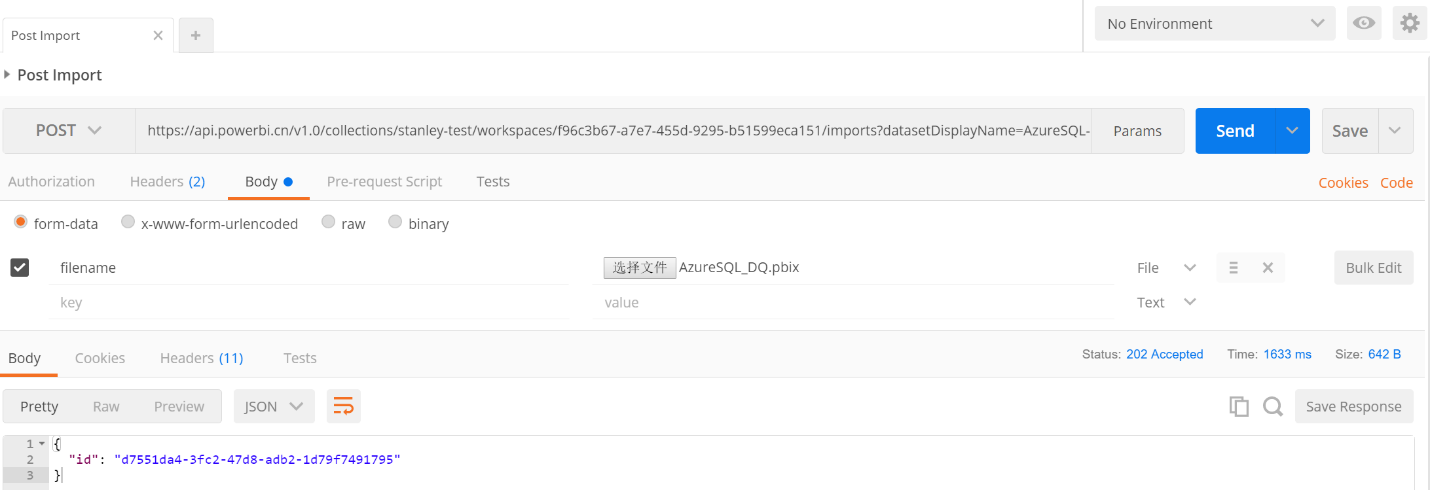 Post Import
No Environment
Post Import
POST https://api.powerbi.cn/v1.0/collections/stanley-test/workspaces/f96c3b67-a7e7-455d-9295-b51599eca151/imports?datasetDisplayName=AzureSQL- Params Send Save
Authorization Headers (2) Body Pre-request Script Tests Cookies Code
form-data x-www-form-urlencoded raw binary
filename 选择文件 AzureSQL_DQ.pbix File Bulk Edit
key value Text
Body Cookies Headers (11) Tests Status: 202 Accepted Time: 1633 ms Size: 642 B
Pretty Raw Preview JSON Save Response
1 {
2 "id": "d7551da4-3fc2-47d8-adb2-1d79f7491795"
3 }